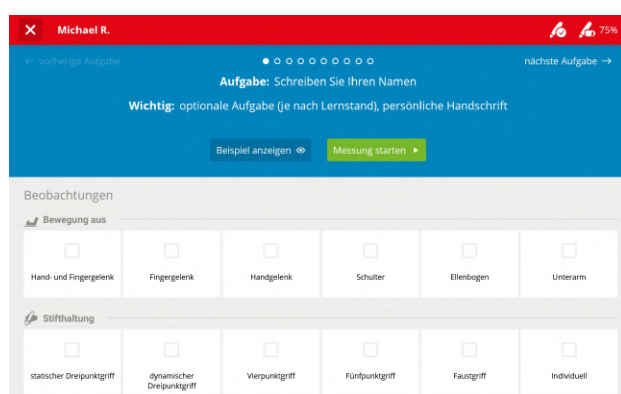 Michael R.
75%
← vorherige Aufgabe
nächste Aufgabe →
Aufgabe: Schreiben Sie Ihren Namen
Wichtig: optionale Aufgabe (je nach Lernstand), persönliche Handschrift
Beispiel anzeigen
Messung starten
Beobachtungen
Bewegung aus
Hand- und Fingergelenk
Fingergelenk
Handgelenk
Schulter
Ellenbogen
Unterarm
Stifthaltung
statischer Dreipunktgriff
dynamischer
Dreipunktgriff
Vierpunktgriff
Fünfpunktgriff
Faustgriff
Individuell